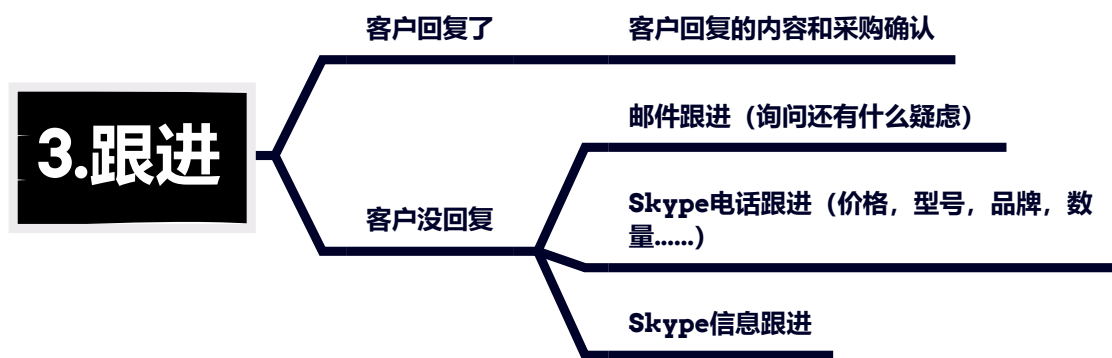 3.跟进
客户回复了
客户回复的内容和采购确认
客户没回复
邮件跟进（询问还有什么疑虑）
Skype电话跟进（价格，型号，品牌，数
量......）
Skype信息跟进